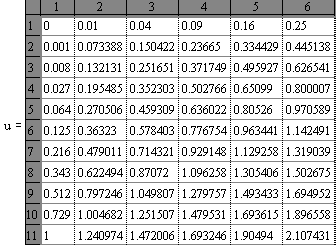 1 2 3 4 5 6
1 0 0.01 0.04 0.09 0.16 0.25
2 0.001 0.073388 0.150422 0.23665 0.334429 0.445138
3 0.008 0.132131 0.251651 0.371749 0.495927 0.626541
4 0.027 0.195485 0.352303 0.502766 0.65099 0.800007
u = 5 0.064 0.270506 0.459309 0.636022 0.80526 0.970589
6 0.125 0.36323 0.578403 0.776754 0.963441 1.142491
7 0.216 0.479011 0.714321 0.929148 1.129258 1.319039
8 0.343 0.622494 0.87072 1.096258 1.305406 1.502675
9 0.512 0.797246 1.049807 1.279757 1.493433 1.694952
10 0.729 1.004682 1.251507 1.479531 1.693615 1.896558
11 1 1.240974 1.472006 1.693246 1.90494 2.107431